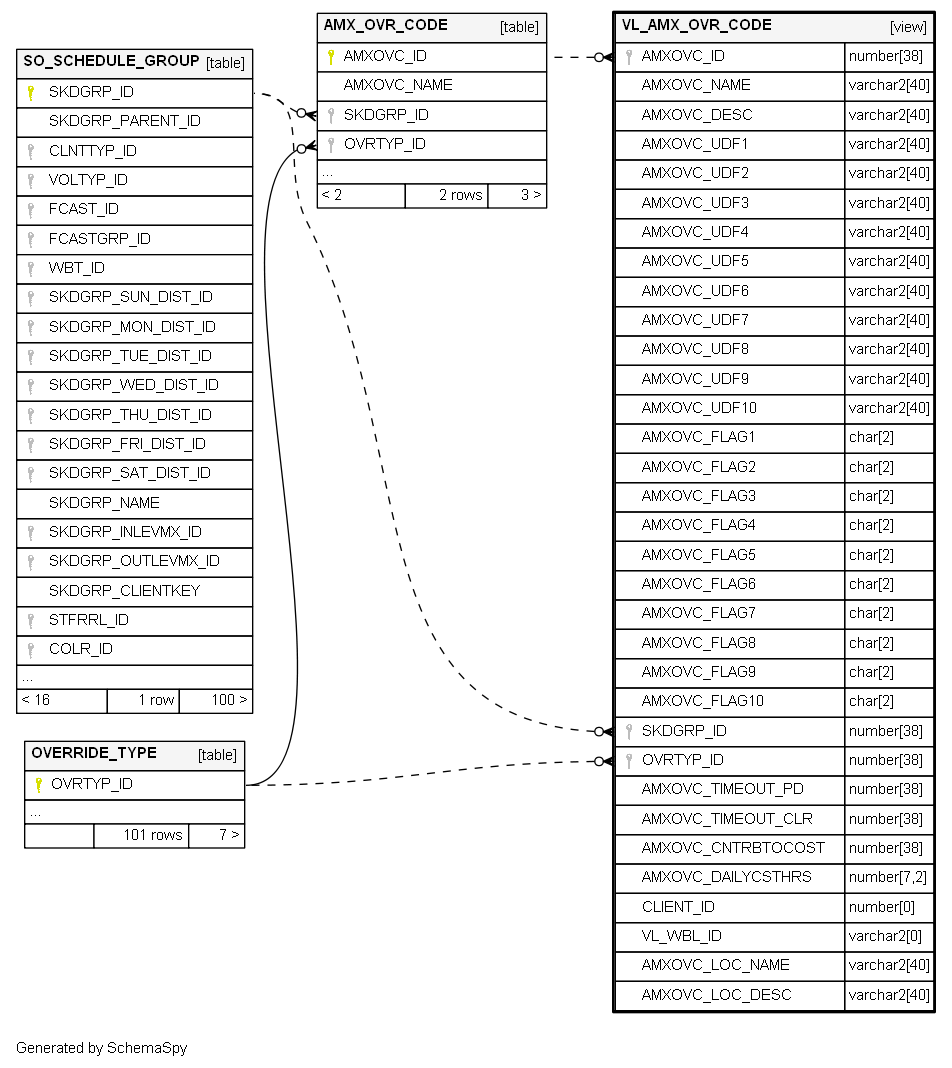 SO_SCHEDULE_GROUP [table]
SKDGRP_ID
SKDGRP_PARENT_ID
CLNTTYP_ID
VOLTYP_ID
FCAST_ID
FCASTGRP_ID
WBT_ID
SKDGRP_SUN_DIST_ID
SKDGRP_MON_DIST_ID
SKDGRP_TUE_DIST_ID
SKDGRP_WED_DIST_ID
SKDGRP_THU_DIST_ID
SKDGRP_FRI_DIST_ID
SKDGRP_SAT_DIST_ID
SKDGRP_NAME
SKDGRP_INLEVMX_ID
SKDGRP_OUTLEVMX_ID
SKDGRP_CLIENTKEY
STFRRL_ID
COLR_ID
...
< 16 1 row 100 >
OVERRIDE_TYPE [table]
OVRTYP_ID
...
101 rows 7 >
AMX_OVR_CODE [table]
AMXOVC_ID
AMXOVC_NAME
SKDGRP_ID
OVRTYP_ID
...
< 2 2 rows 3 >
VL_AMX_OVR_CODE [view]
AMXOVC_ID number[38]
AMXOVC_NAME varchar2[40]
AMXOVC_DESC varchar2[40]
AMXOVC_UDF1 varchar2[40]
AMXOVC_UDF2 varchar2[40]
AMXOVC_UDF3 varchar2[40]
AMXOVC_UDF4 varchar2[40]
AMXOVC_UDF5 varchar2[40]
AMXOVC_UDF6 varchar2[40]
AMXOVC_UDF7 varchar2[40]
AMXOVC_UDF8 varchar2[40]
AMXOVC_UDF9 varchar2[40]
AMXOVC_UDF10 varchar2[40]
AMXOVC_FLAG1 char[2]
AMXOVC_FLAG2 char[2]
AMXOVC_FLAG3 char[2]
AMXOVC_FLAG4 char[2]
AMXOVC_FLAG5 char[2]
AMXOVC_FLAG6 char[2]
AMXOVC_FLAG7 char[2]
AMXOVC_FLAG8 char[2]
AMXOVC_FLAG9 char[2]
AMXOVC_FLAG10 char[2]
SKDGRP_ID number[38]
OVRTYP_ID number[38]
AMXOVC_TIMEOUT_PD number[38]
AMXOVC_TIMEOUT_CLR number[38]
AMXOVC_CNTRBTOCOST number[38]
AMXOVC_DAILYCSTHRS number[7,2]
CLIENT_ID number[0]
VL_WBL_ID varchar2[0]
AMXOVC_LOC_NAME varchar2[40]
AMXOVC_LOC_DESC varchar2[40]
Generated by SchemaSpy